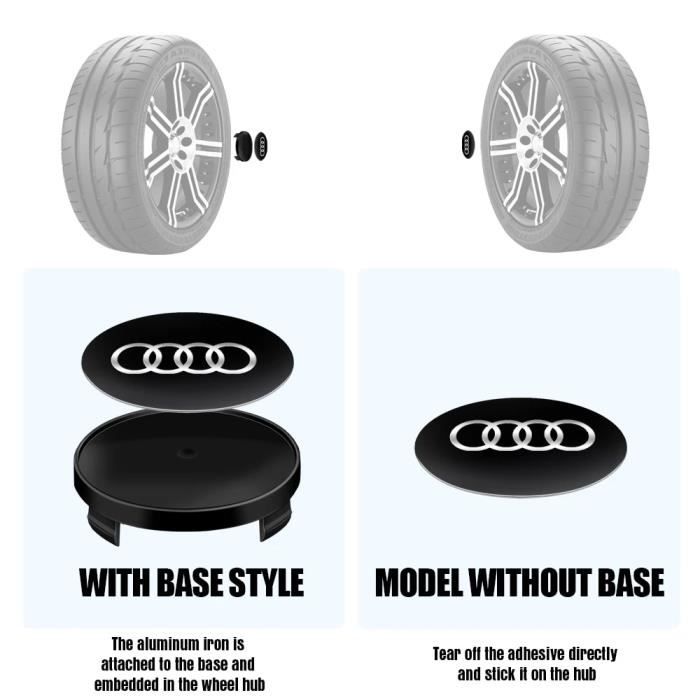 WITH BASE STYLE
The aluminum iron is
attached to the base and
embedded in the wheel hub
MODEL WITHOUT BASE
Tear off the adhesive directly
and stick it on the hub